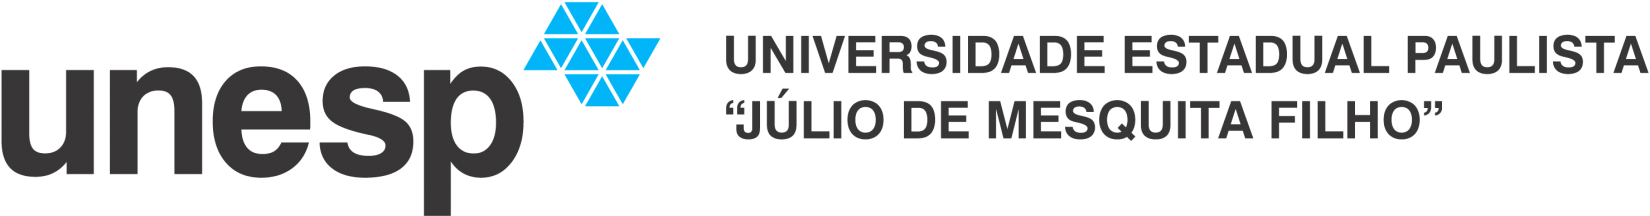 unesp
UNIVERSIDADE ESTADUAL PAULISTA
“JÚLIO DE MESQUITA FILHO”